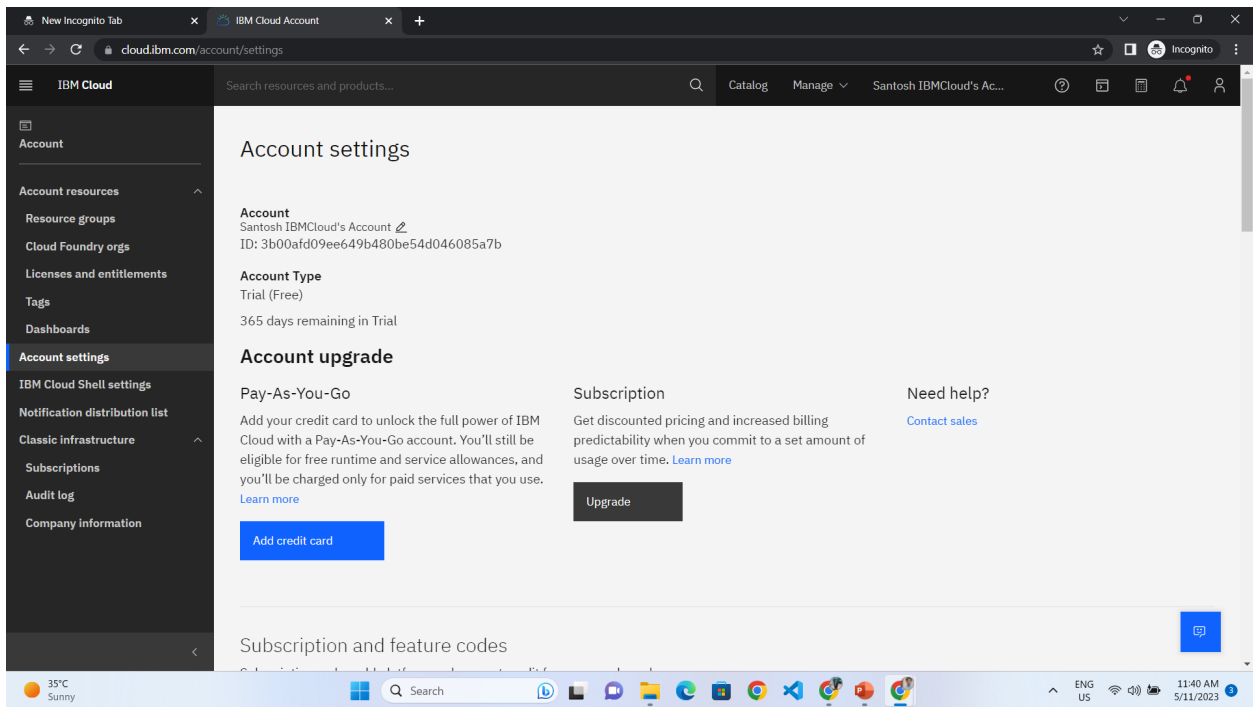 New Incognito Tab
IBM Cloud Account
cloud.ibm.com/account/settings
Incognito
IBM Cloud
Search resources and products...
Catalog
Manage
Santosh IBMCloud's Ac...
Account
Account resources
Resource groups
Cloud Foundry orgs
Licenses and entitlements
Tags
Dashboards
Account settings
IBM Cloud Shell settings
Notification distribution list
Classic infrastructure
Subscriptions
Audit log
Company information
Account settings
Account
Santosh IBMCloud's Account
ID: 3b00afd09ee649b480be54d046085a7b
Account Type
Trial (Free)
365 days remaining in Trial
Account upgrade
Pay-As-You-Go
Add your credit card to unlock the full power of IBM
Cloud with a Pay-As-You-Go account. You’ll still be
eligible for free runtime and service allowances, and
you’ll be charged only for paid services that you use.
Learn more
Add credit card
Subscription
Get discounted pricing and increased billing
predictability when you commit to a set amount of
usage over time. Learn more
Upgrade
Need help?
Contact sales
Subscription and feature codes
35°C
Sunny
Search
ENG
US
11:40 AM
5/11/2023
3